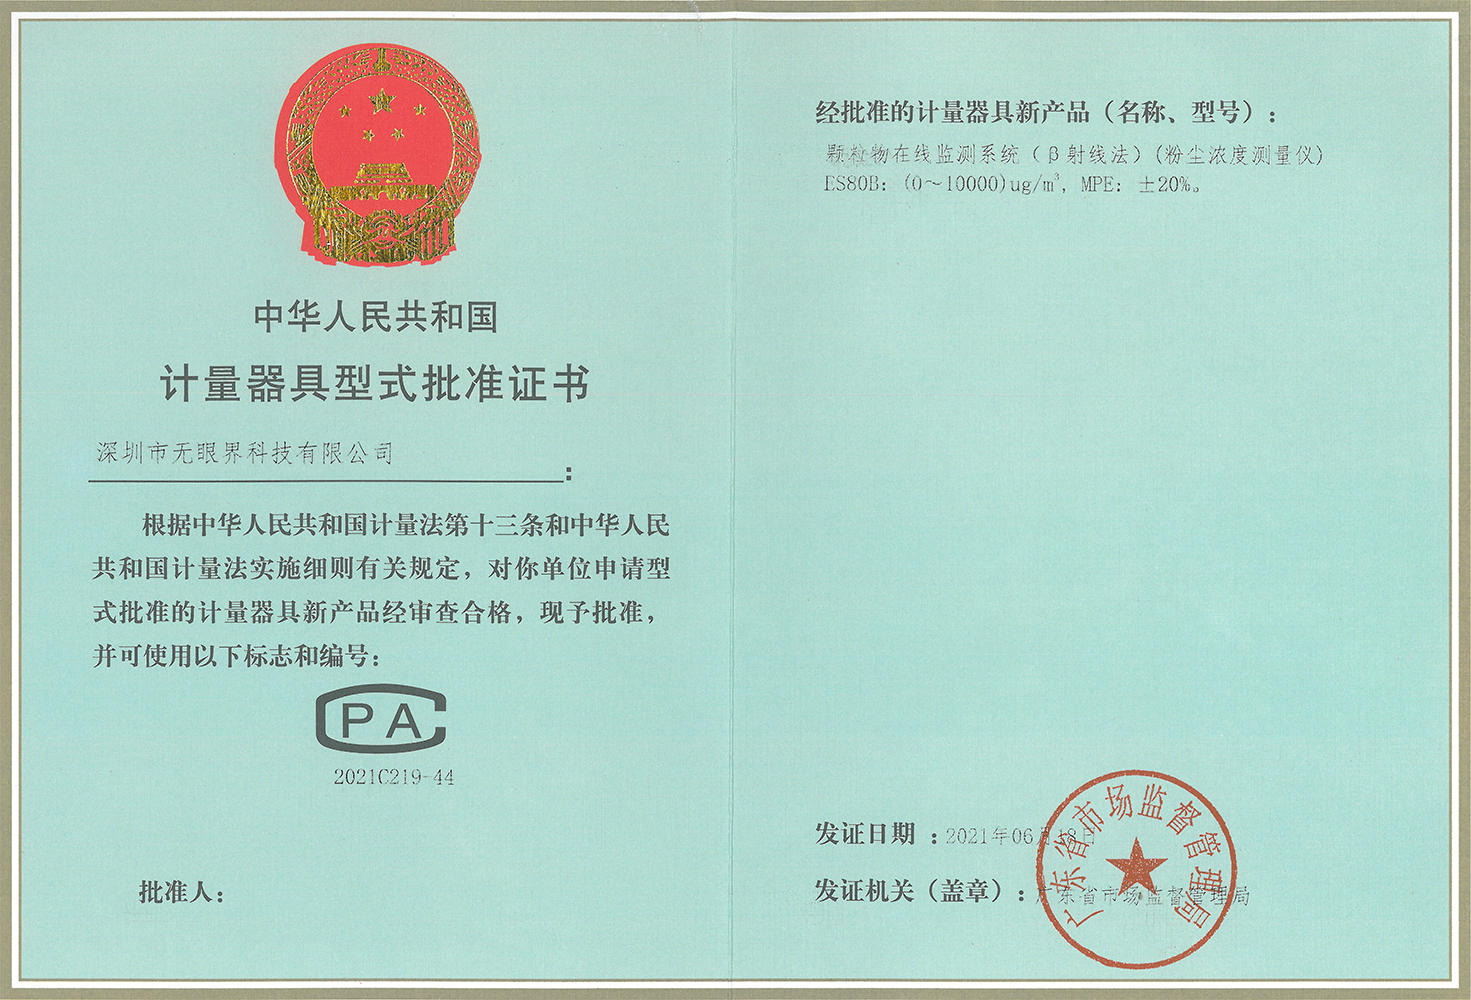 中华人民共和国
计量器具型式批准证书
深圳市无眼界科技有限公司：
根据中华人民共和国计量法第十三条和中华人民
共和国计量法实施细则有关规定，对你单位申请型
式批准的计量器具新产品经审查合格，现予批准，
并可使用以下标志和编号：
CPA
2021C219-44
批准人：
经批准的计量器具新产品（名称、型号）：
颗粒物在线监测系统（β射线法）(粉尘浓度测量仪)
ES80B：(0～10000)ug/m³，MPE：±20%。
发证日期：2021年06月18日
发证机关（盖章）：广东省市场监督管理局
广东省市场监督管理局